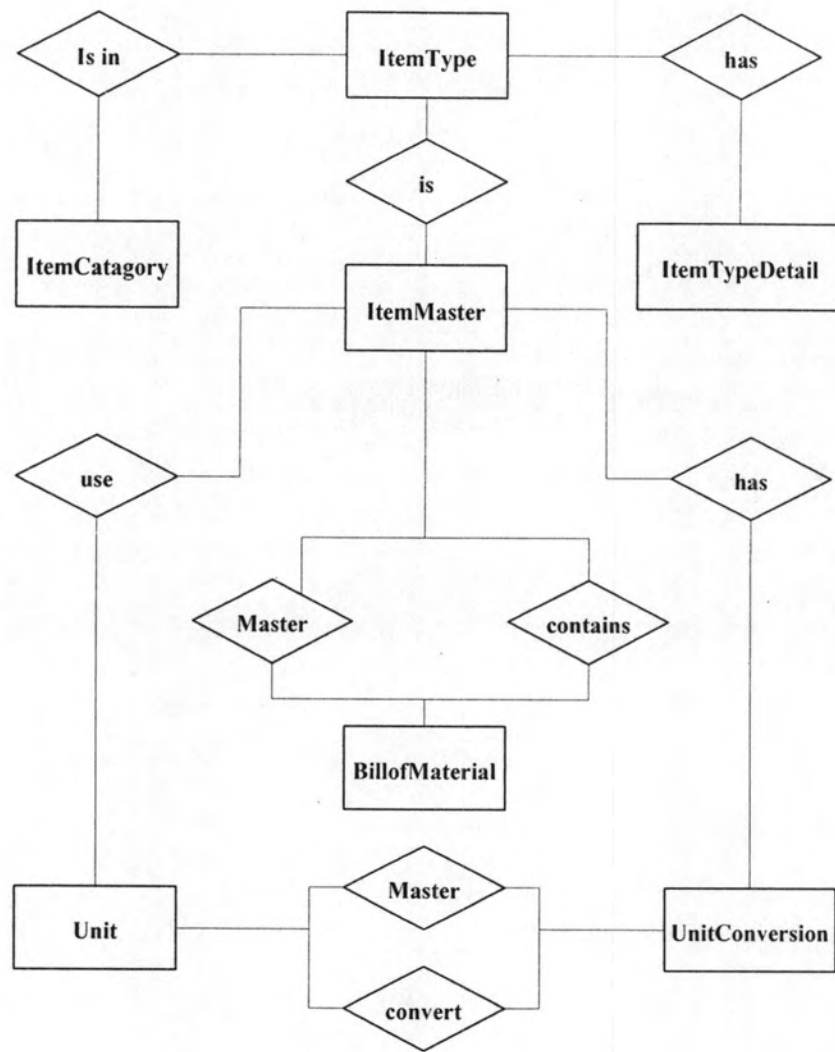 Is in
ItemType
has
is
ItemCatagory
ItemMaster
ItemTypeDetail
use
has
Master
contains
BillofMaterial
Master
Unit
UnitConversion
convert